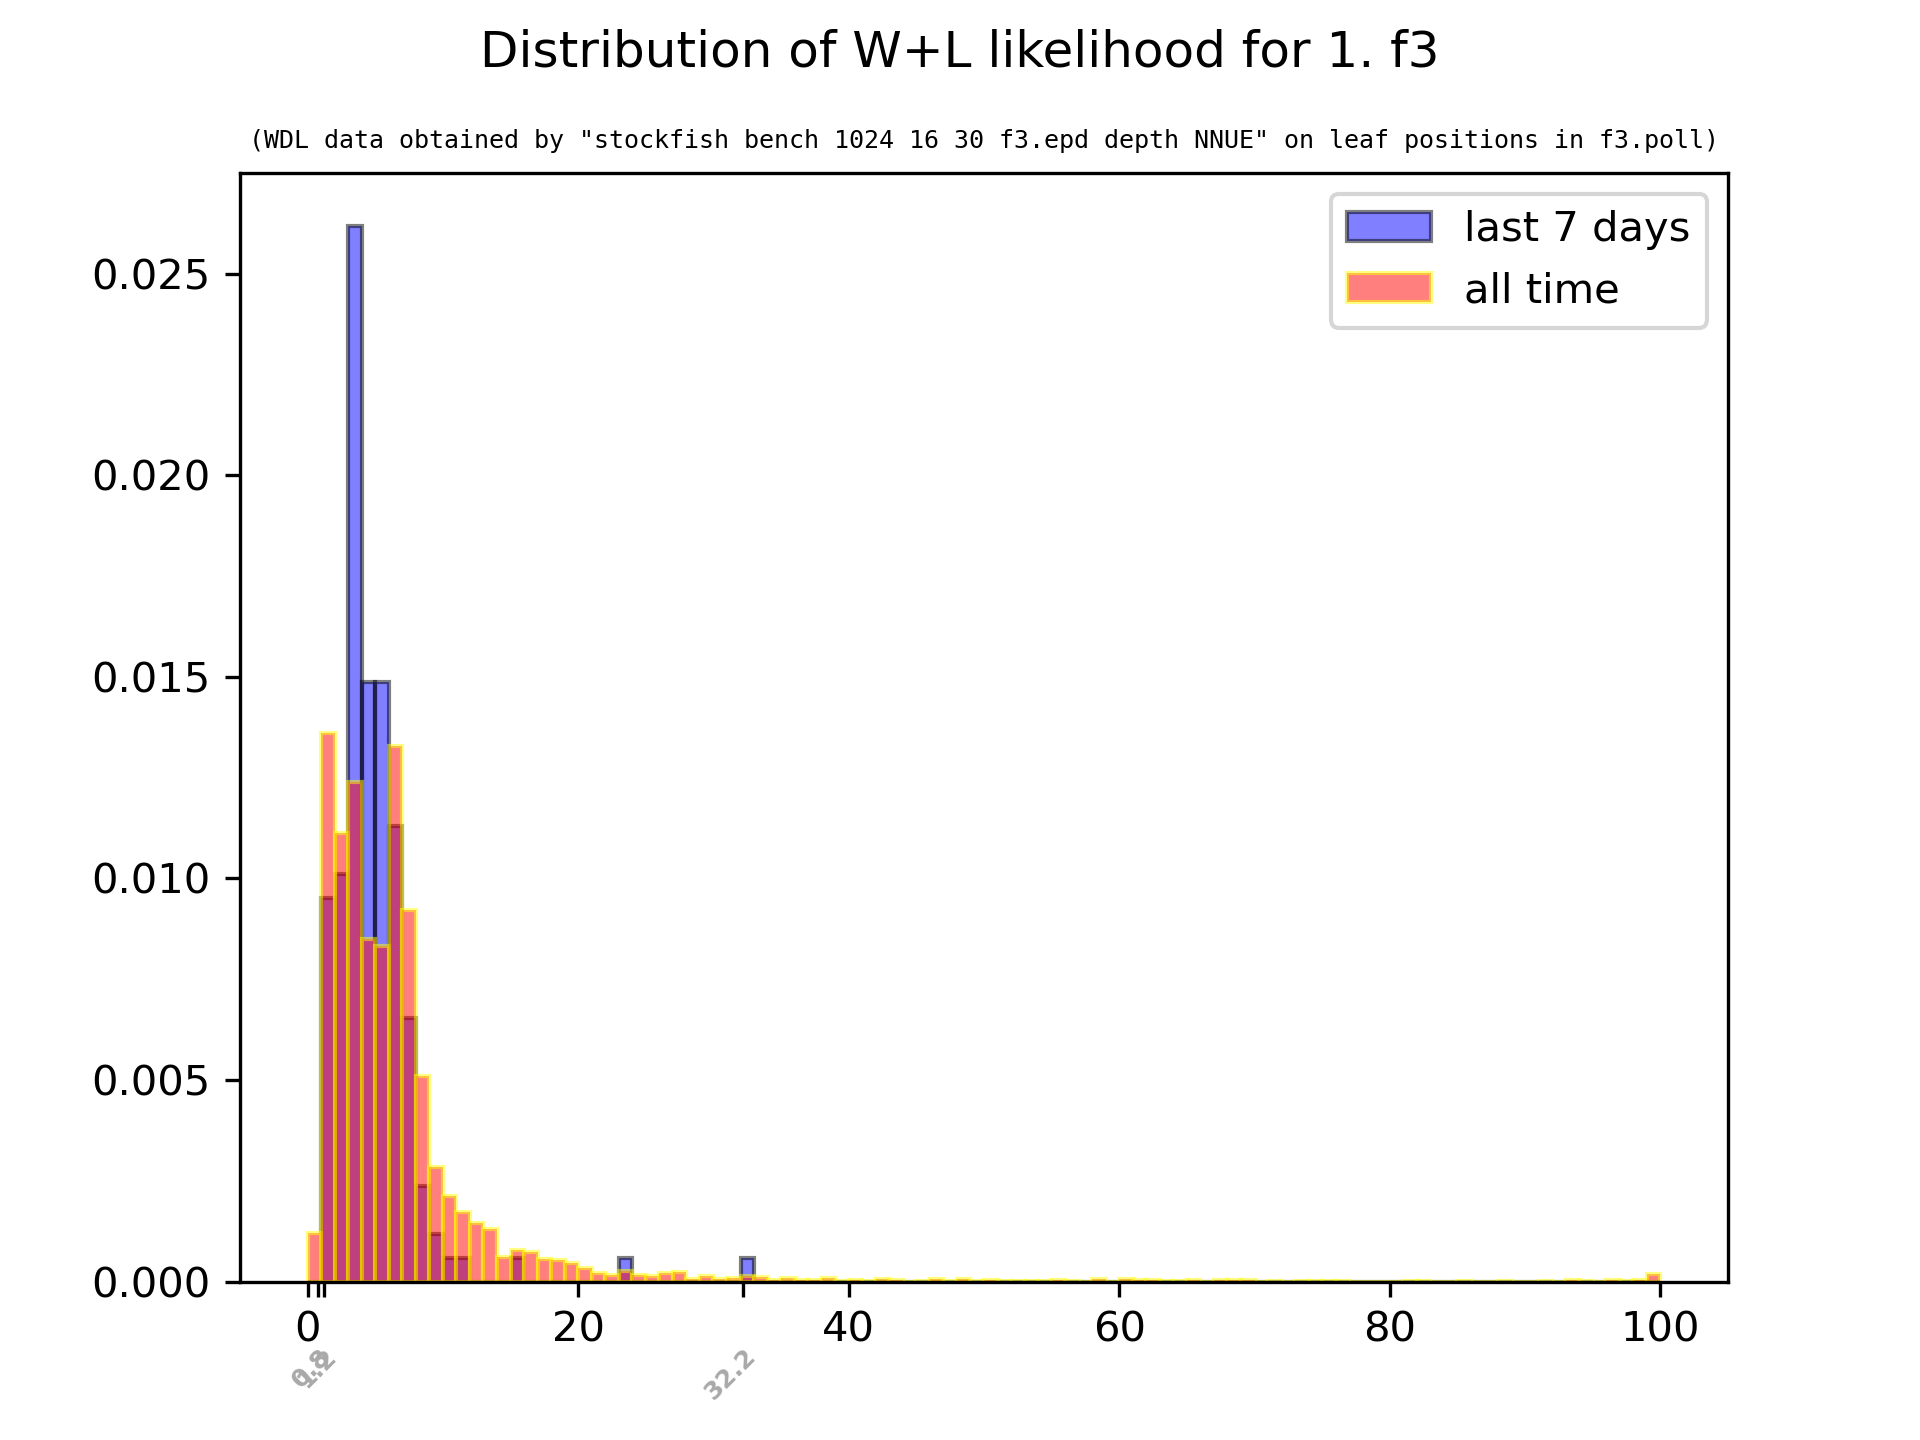 Distribution of W+L likelihood for 1. f3
(WDL data obtained by "stockfish bench 1024 16 30 f3.epd depth NNUE" on leaf positions in f3.poll)
last 7 days
all time
0.025
0.020
0.015
0.010
0.005
0.000
0 20 40 60 80 100
32.2